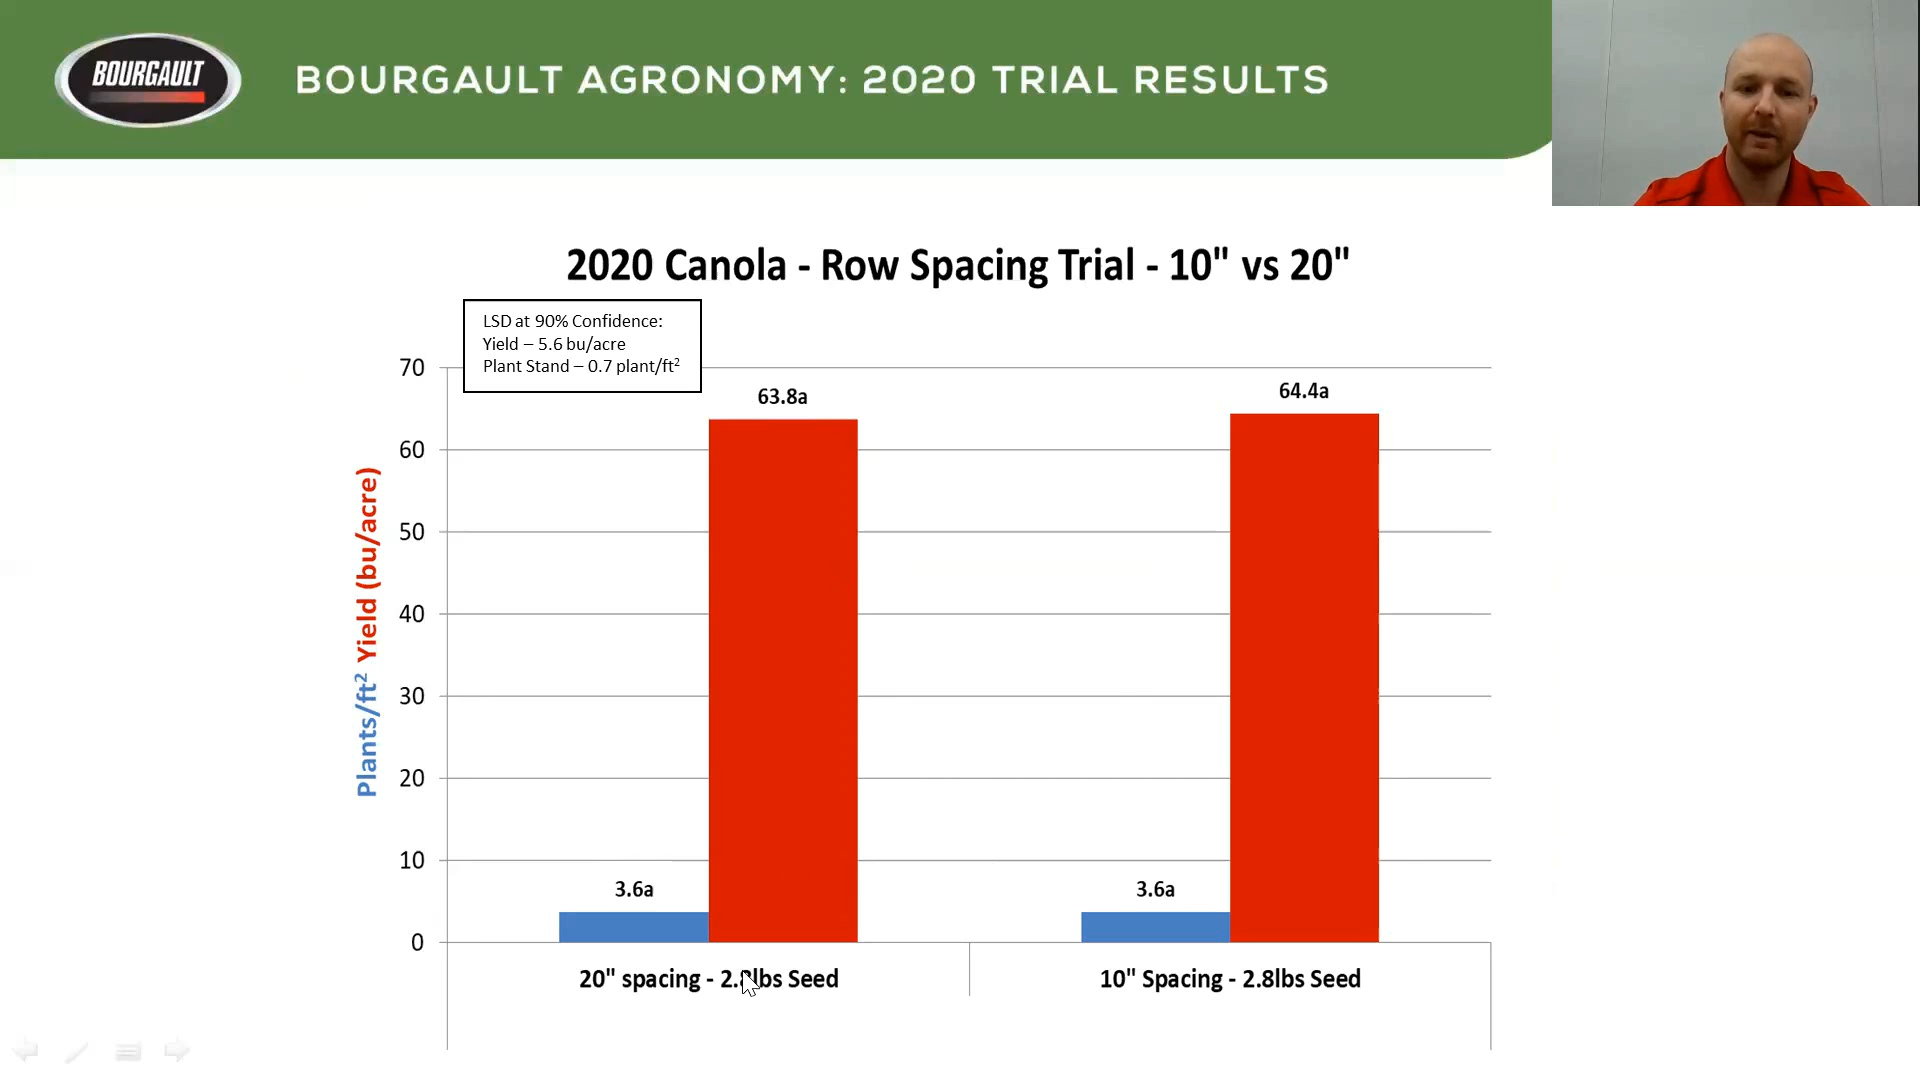 BOURGAULT
BOURGAULT AGRONOMY: 2020 TRIAL RESULTS
2020 Canola - Row Spacing Trial - 10" vs 20"
LSD at 90% Confidence:
Yield – 5.6 bu/acre
Plant Stand – 0.7 plant/ft²
Plants/ft² Yield (bu/acre)
70
60
50
40
30
20
10
0
63.8a
64.4a
3.6a
3.6a
20" spacing - 2.8lbs Seed
10" Spacing - 2.8lbs Seed